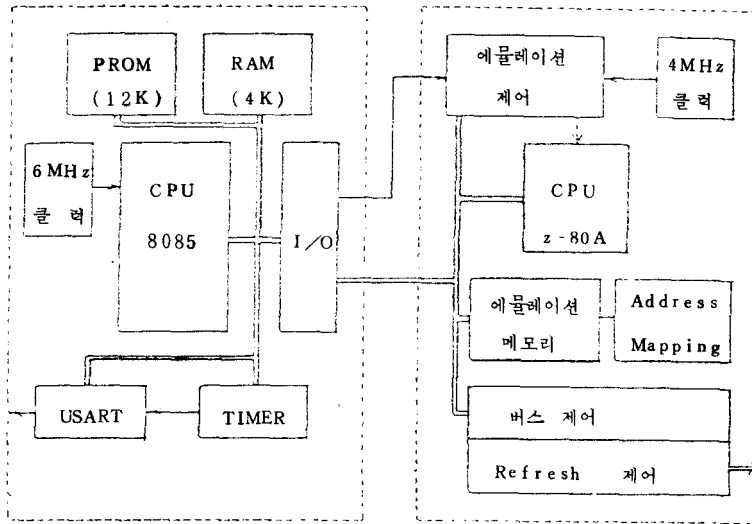 PROM
(12K)
RAM
(4K)
6MHz
클럭
CPU
8085
I/O
USART
TIMER
에뮬레이션
제어
4MHz
클럭
CPU
z-80A
에뮬레이션
메모리
Address
Mapping
버스 제어
Refresh 제어